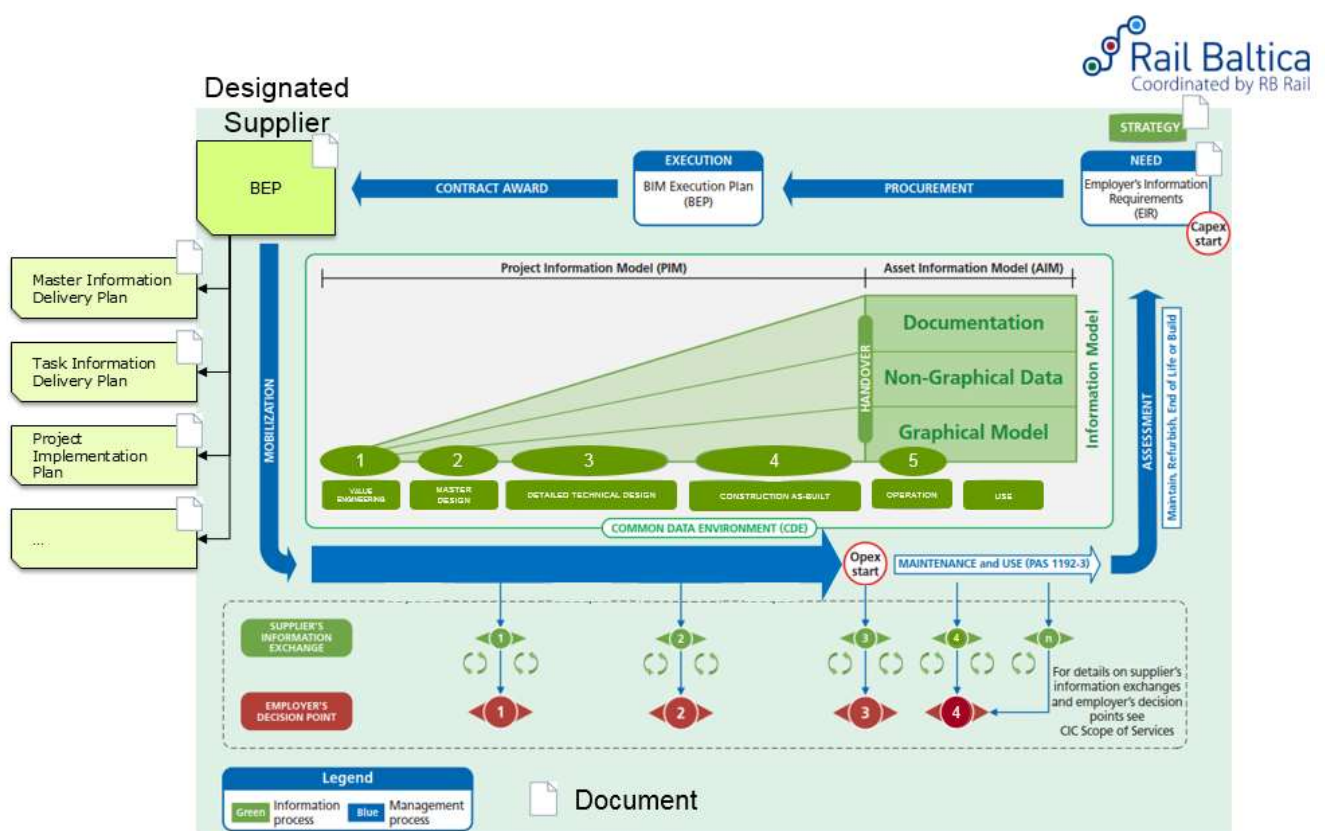 Rail Baltica
Coordinated by RB Rail
Designated
Supplier
STRATEGY
BEP
CONTRACT AWARD
EXECUTION
BIM Execution Plan
(BEP)
PROCUREMENT
NEED
Employer's Information
Requirements
(EIR)
Capex
start
Master Information
Delivery Plan
Task Information
Delivery Plan
Project
Implementation
Plan
...
MOBILIZATION
Project Information Model (PIM)
Asset Information Model (AIM)
Documentation
Non-Graphical Data
Graphical Model
HANDOVER
Information Model
ASSESSMENT
Maintain, Refurbish, End of Life or Build
1
2
3
4
5
VALUE
ENGINEERING
MASTER
DESIGN
DETAILED TECHNICAL DESIGN
CONSTRUCTION AS-BUILT
OPERATION
USE
COMMON DATA ENVIRONMENT (CDE)
Opex
start
MAINTENANCE and USE (PAS 1192-3)
SUPPLIER'S
INFORMATION
EXCHANGE
1
2
3
4
n
EMPLOYER'S
DECISION POINT
1
2
3
4
For details on supplier's
information exchanges
and employer's decision
points see
CIC Scope of Services
Legend
Green
Information
process
Blue
Management
process
Document